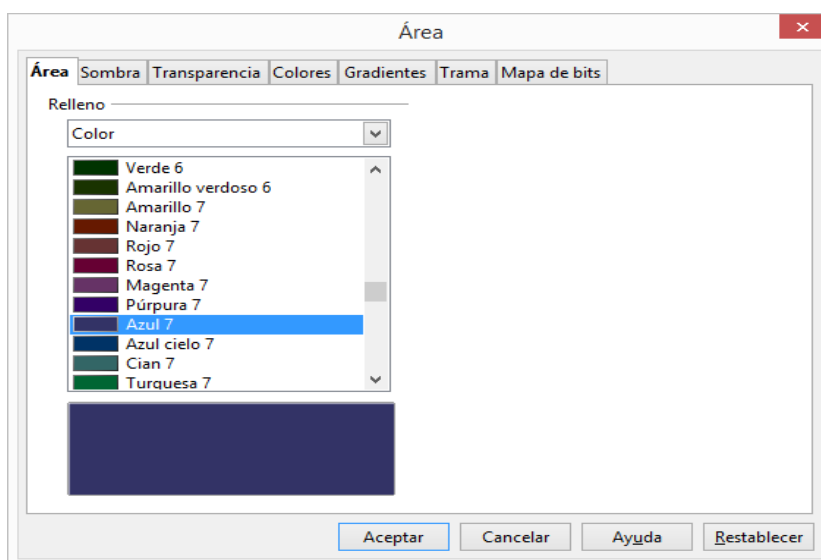 Área
Área Sombra Transparencia Colores Gradientes Trama Mapa de bits
Relleno
Color
Verde 6
Amarillo verdoso 6
Amarillo 7
Naranja 7
Rojo 7
Rosa 7
Magenta 7
Púrpura 7
Azul 7
Azul cielo 7
Cian 7
Turquesa 7
Aceptar Cancelar Ayuda Restablecer